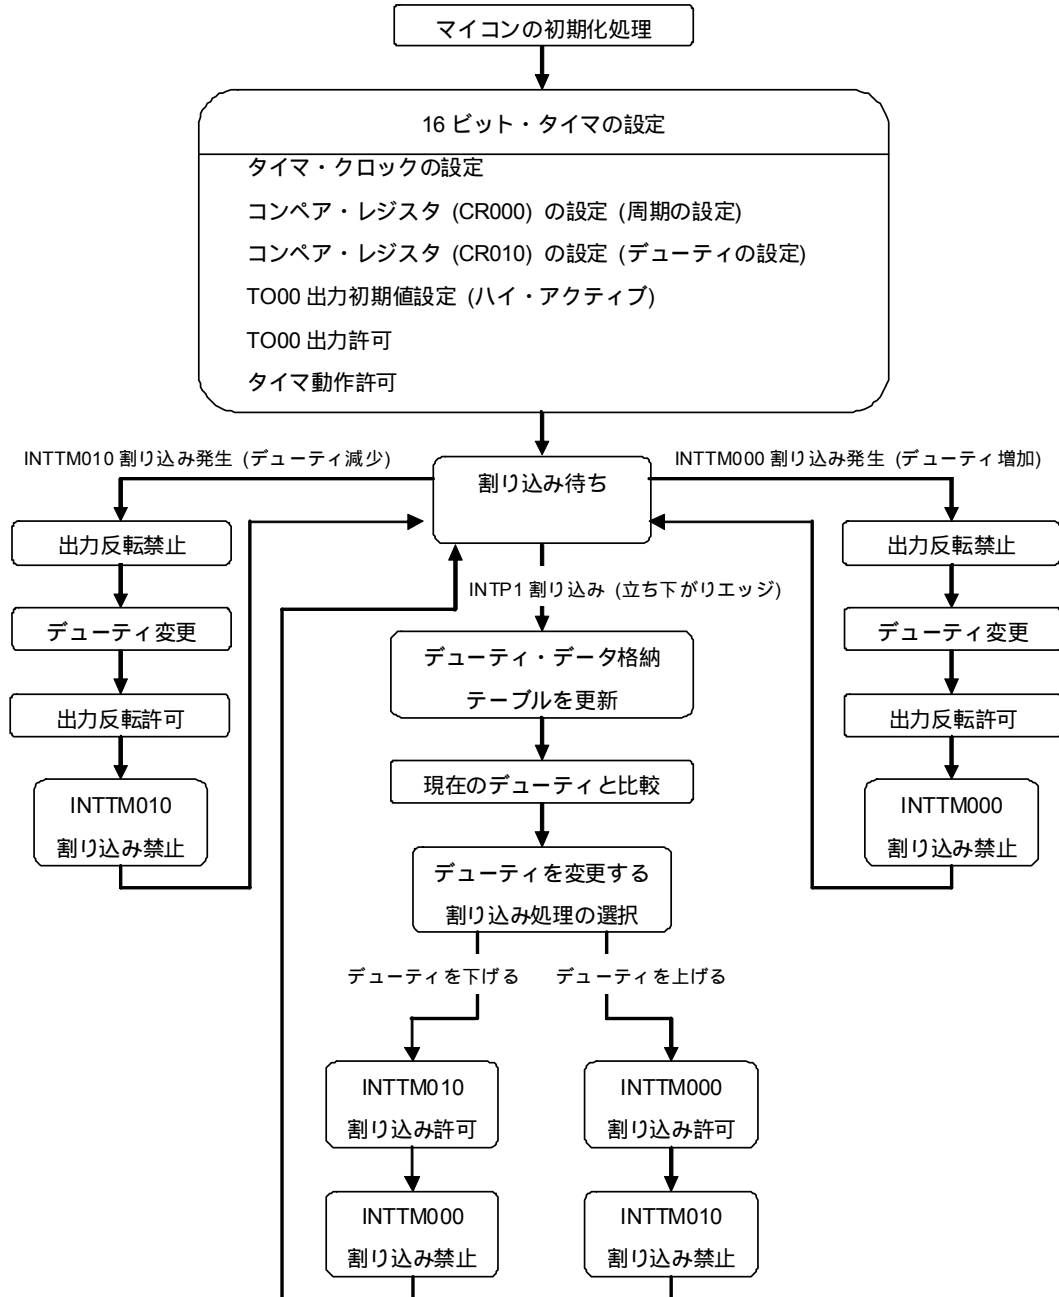 マイコンの初期化処理
16 ビット・タイマの設定
タイマ・クロックの設定
コンペア・レジスタ (CR000) の設定 (周期の設定)
コンペア・レジスタ (CR010) の設定 (デューティの設定)
TO00 出力初期値設定 (ハイ・アクティブ)
TO00 出力許可
タイマ動作許可
INTTM010 割り込み発生 (デューティ減少)
割り込み待ち
INTTM000 割り込み発生 (デューティ増加)
出力反転禁止
デューティ変更
出力反転許可
INTTM010
割り込み禁止
INTP1 割り込み (立ち下がりエッジ)
デューティ・データ格納
テーブルを更新
現在のデューティと比較
デューティを変更する
割り込み処理の選択
出力反転禁止
デューティ変更
出力反転許可
INTTM000
割り込み禁止
デューティを下げる
デューティを上げる
INTTM010
割り込み許可
INTTM000
割り込み禁止
INTTM000
割り込み許可
INTTM010
割り込み禁止